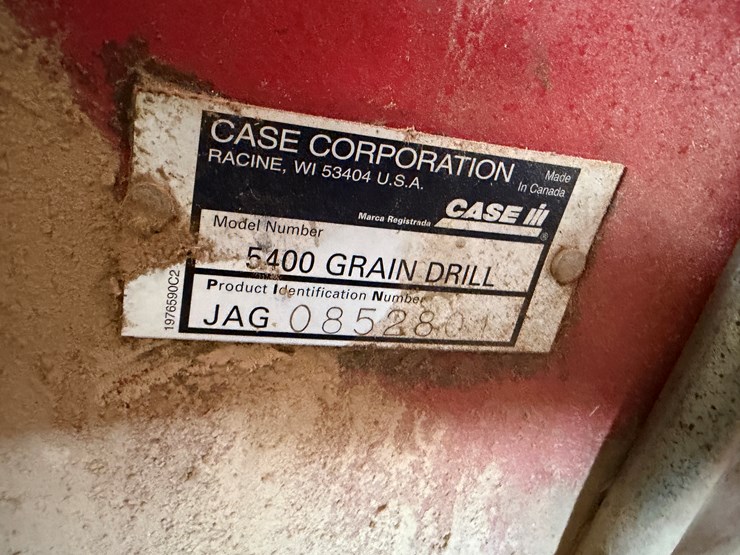 CASE CORPORATION
RACINE, WI 53404 U.S.A.
Made
In Canada
Marca Registrada CASE IH ®
Model Number
5400 GRAIN DRILL
Product Identification Number
JAG 0852801
1976590C2